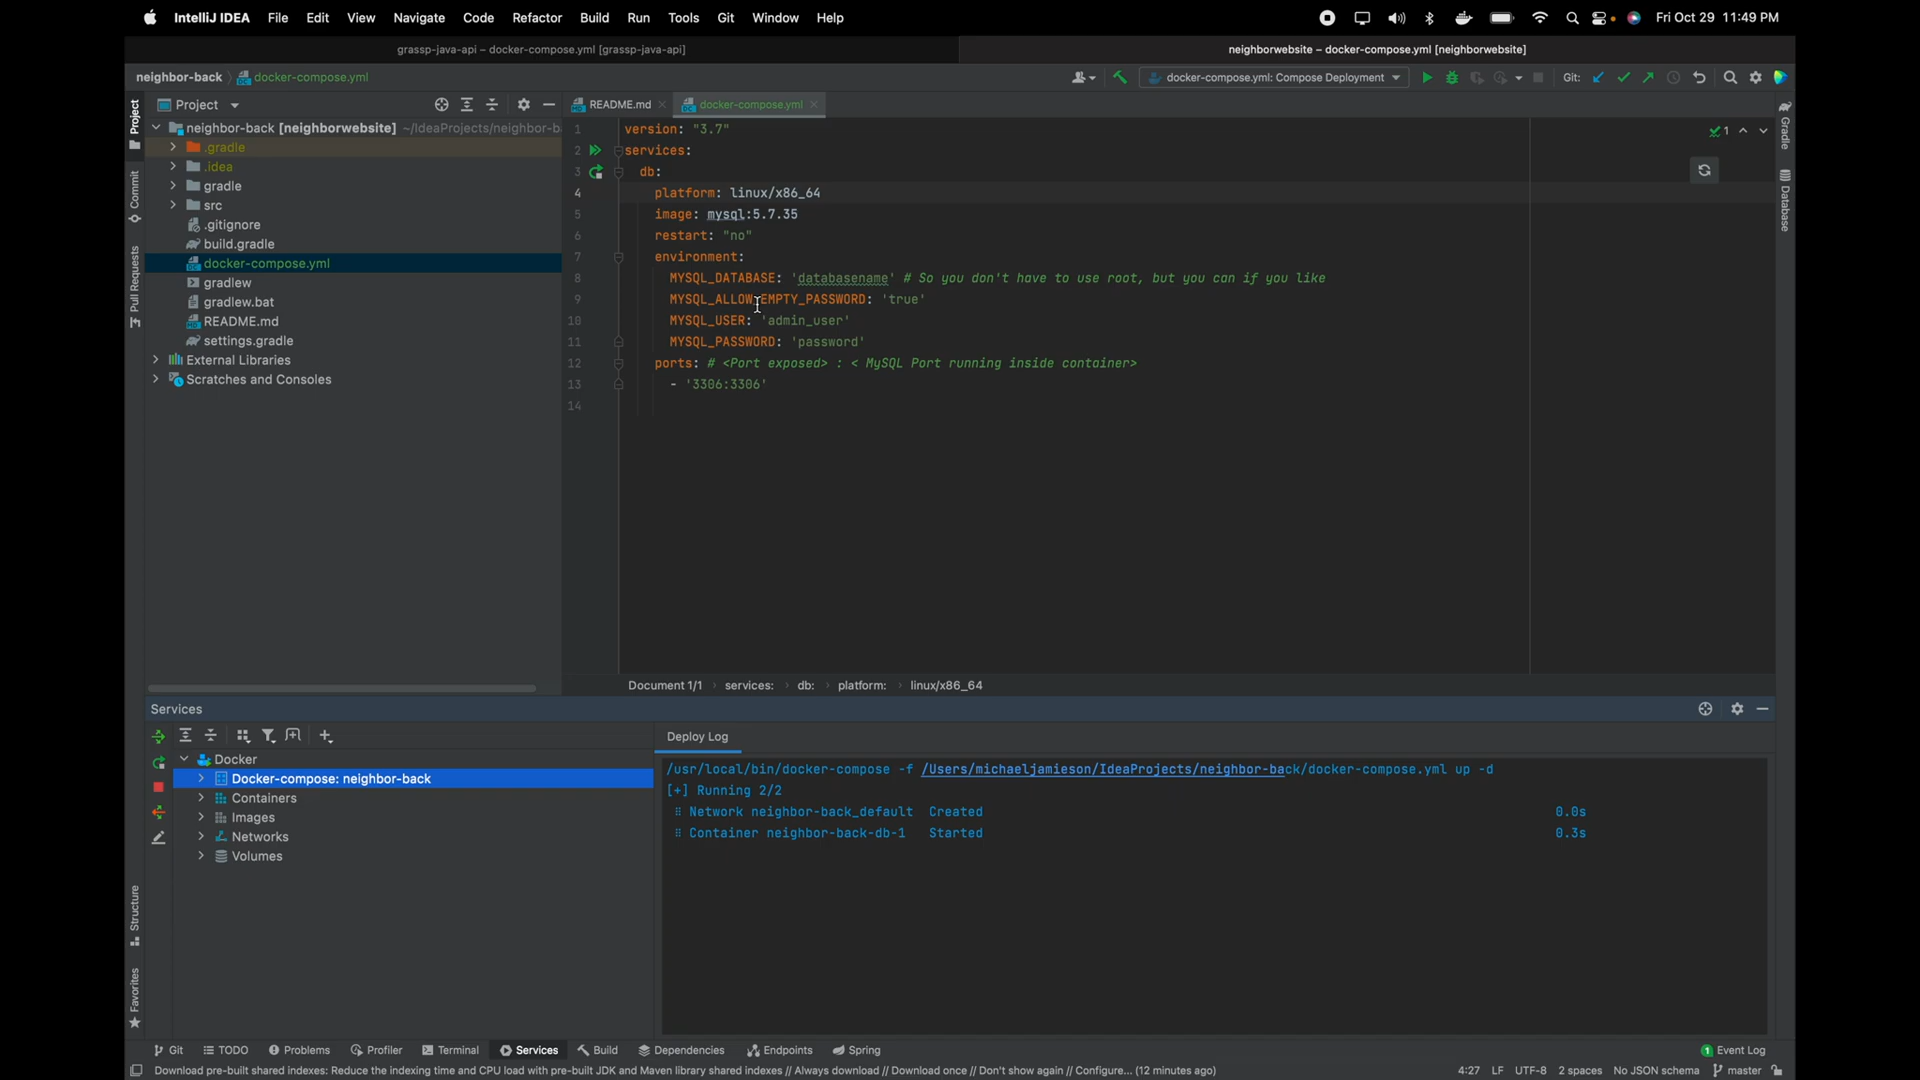 IntelliJ IDEA File Edit View Navigate Code Refactor Build Run Tools Git Window Help Fri Oct 29 11:49 PM
grassp-java-api – docker-compose.yml [grassp-java-api] neighborwebsite – docker-compose.yml [neighborwebsite]
neighbor-back docker-compose.yml docker-compose.yml: Compose Deployment Git:
Project README.md docker-compose.yml
neighbor-back [neighborwebsite] ~/IdeaProjects/neighbor-b
.gradle
.idea
gradle
src
.gitignore
build.gradle
docker-compose.yml
gradlew
gradlew.bat
README.md
settings.gradle
External Libraries
Scratches and Consoles
1 version: "3.7"
2 services:
3 db:
4 platform: linux/x86_64
5 image: mysql:5.7.35
6 restart: "no"
7 environment:
8 MYSQL_DATABASE: 'databasename' # So you don't have to use root, but you can if you like
9 MYSQL_ALLOW_EMPTY_PASSWORD: 'true'
10 MYSQL_USER: 'admin_user'
11 MYSQL_PASSWORD: 'password'
12 ports: # <Port exposed> : < MySQL Port running inside container>
13 - '3306:3306'
14
1
Project
Commit
Pull Requests
Structure
Favorites
Gradle
Database
Document 1/1 services: db: platform: linux/x86_64
Services
Docker
Docker-compose: neighbor-back
Containers
Images
Networks
Volumes
Deploy Log
/usr/local/bin/docker-compose -f /Users/michaeljamieson/IdeaProjects/neighbor-back/docker-compose.yml up -d
[+] Running 2/2
⠿ Network neighbor-back_default Created 0.0s
⠿ Container neighbor-back-db-1 Started 0.3s
Git TODO Problems Profiler Terminal Services Build Dependencies Endpoints Spring 1 Event Log
Download pre-built shared indexes: Reduce the indexing time and CPU load with pre-built JDK and Maven library shared indexes // Always download // Download once // Don't show again // Configure... (12 minutes ago) 4:27 LF UTF-8 2 spaces No JSON schema master